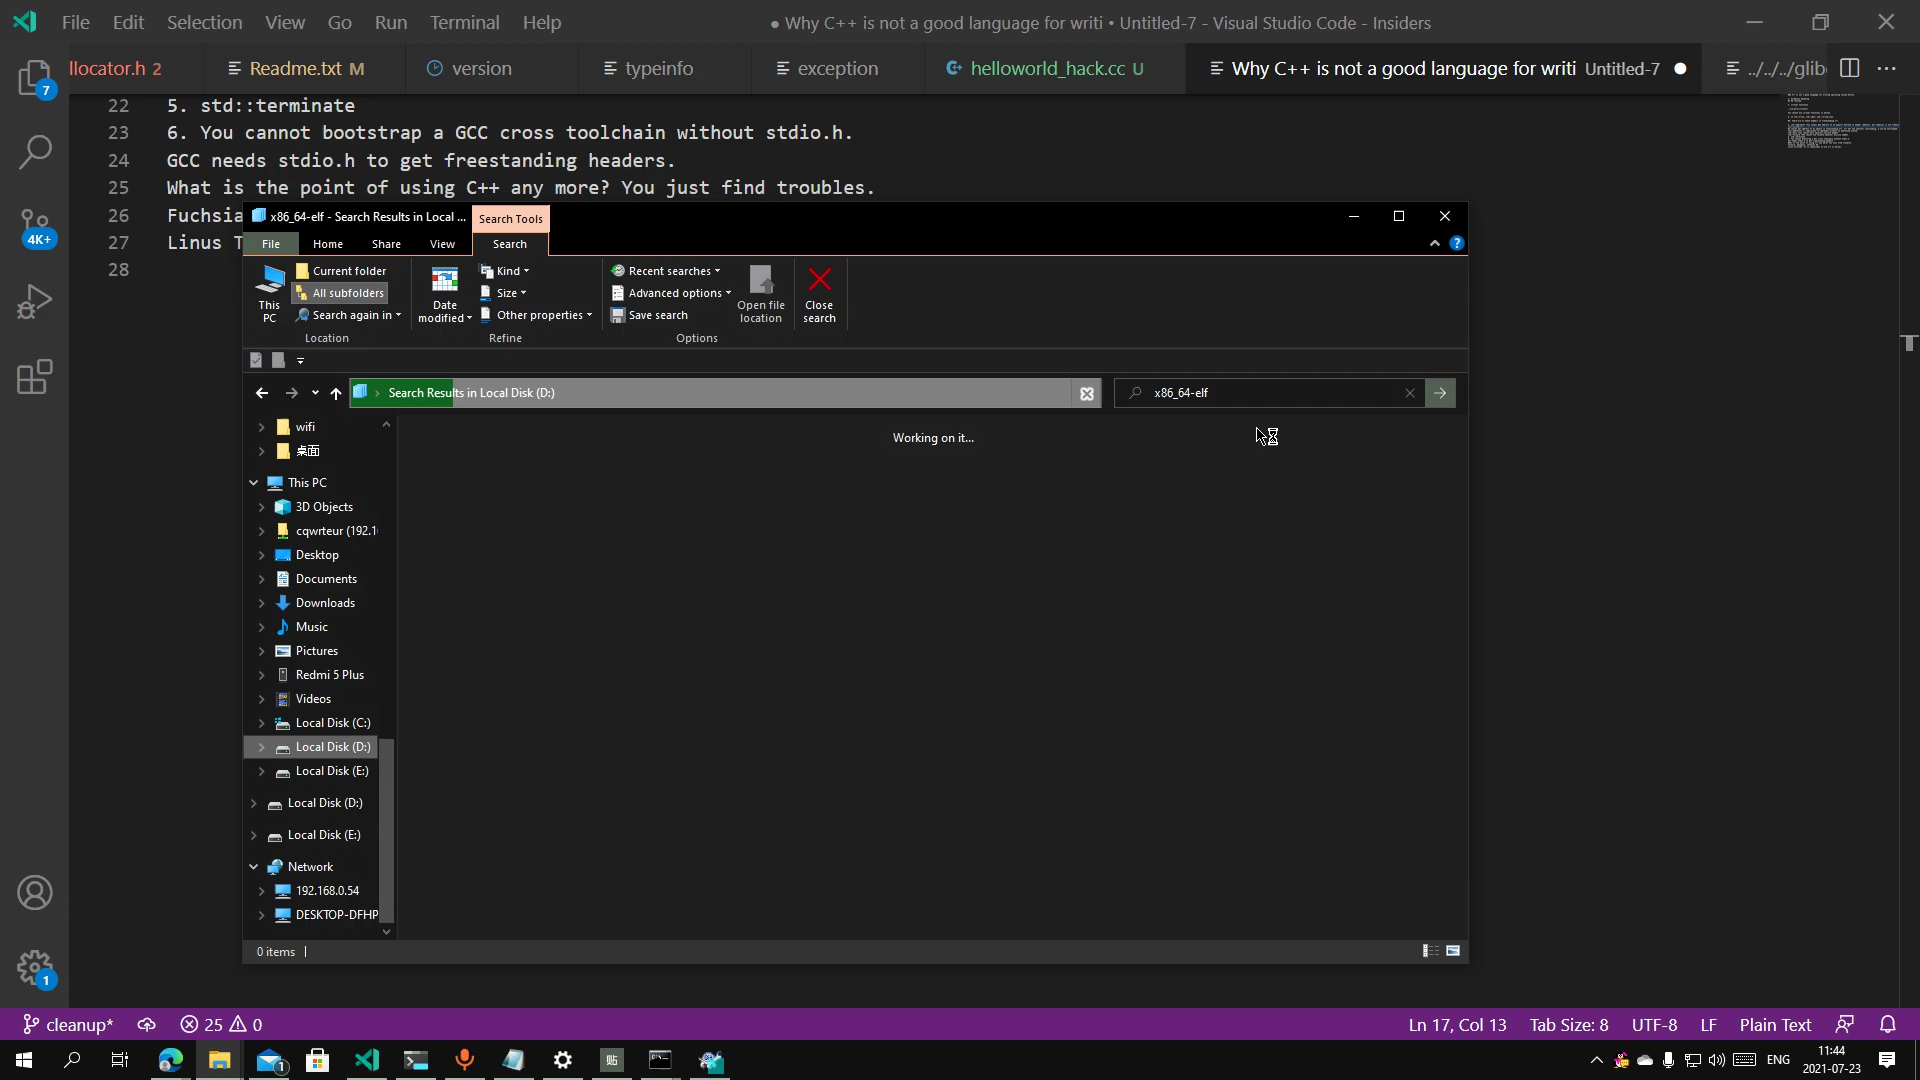 File Edit Selection View Go Run Terminal Help
● Why C++ is not a good language for writi • Untitled-7 - Visual Studio Code - Insiders
llocator.h 2
Readme.txt M
version
typeinfo
exception
helloworld_hack.cc U
Why C++ is not a good language for writi Untitled-7
../../../glib
7
22 5. std::terminate
23 6. You cannot bootstrap a GCC cross toolchain without stdio.h.
24 GCC needs stdio.h to get freestanding headers.
25 What is the point of using C++ any more? You just find troubles.
26 Fuchsia
27 Linus T
28
4K+
x86_64-elf - Search Results in Local ...
Search Tools
File Home Share View Search
This PC
Current folder
All subfolders
Search again in
Location
Date modified
Kind
Size
Other properties
Refine
Recent searches
Advanced options
Save search
Open file location
Options
Close search
Search Results in Local Disk (D:)
x86_64-elf
wifi
桌面
This PC
3D Objects
cqwrteur (192.1
Desktop
Documents
Downloads
Music
Pictures
Redmi 5 Plus
Videos
Local Disk (C:)
Local Disk (D:)
Local Disk (E:)
Local Disk (D:)
Local Disk (E:)
Network
192.168.0.54
DESKTOP-DFHP
Working on it...
0 items
1
cleanup*
25 0
Ln 17, Col 13
Tab Size: 8
UTF-8
LF
Plain Text
1
贴
ENG
11:44
2021-07-23